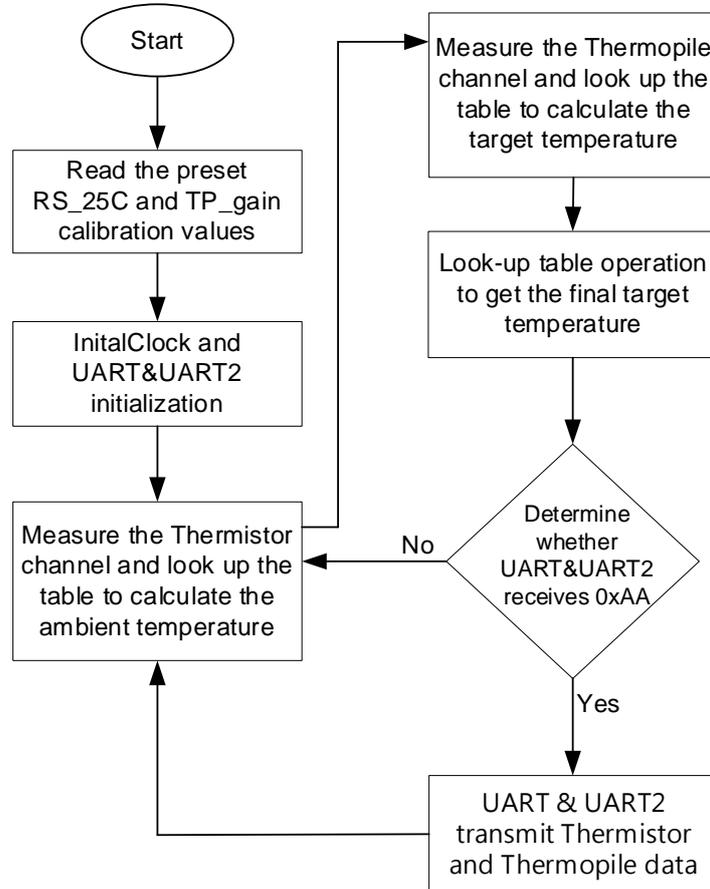 Start
Read the preset
RS_25C and TP_gain
calibration values
InitalClock and
UART&UART2
initialization
Measure the Thermistor
channel and look up the
table to calculate the
ambient temperature
Measure the Thermopile
channel and look up the
table to calculate the
target temperature
Look-up table operation
to get the final target
temperature
Determine
whether
UART&UART2
receives 0xAA
No
Yes
UART & UART2
transmit Thermistor
and Thermopile data